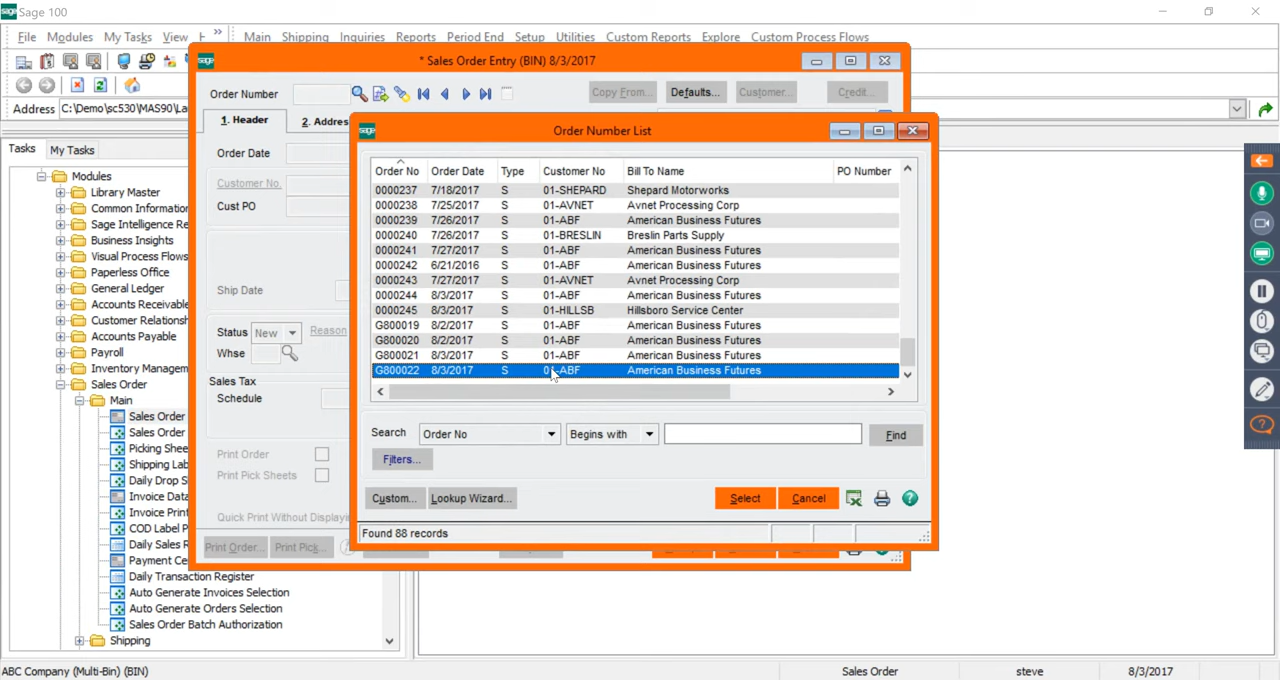 sage Sage 100
File Modules My Tasks View » Main Shipping Inquiries Reports Period End Setup Utilities Custom Reports Explore Custom Process Flows
Address C:\Demo\sc530\MAS90\La
Tasks My Tasks
Modules
Library Master
Common Information
Sage Intelligence Re
Business Insights
Visual Process Flows
Paperless Office
General Ledger
Accounts Receivable
Customer Relationsh
Accounts Payable
Payroll
Inventory Managem
Sales Order
Main
Sales Order
Sales Order
Picking Shee
Shipping Lab
Daily Drop S
Invoice Data
Invoice Print
COD Label P
Daily Sales R
Payment Ce
Daily Transaction Register
Auto Generate Invoices Selection
Auto Generate Orders Selection
Sales Order Batch Authorization
Shipping
sage * Sales Order Entry (BIN) 8/3/2017
Order Number Copy From... Defaults... Customer... Credit...
1. Header 2. Addres
Order Date
Customer No.
Cust PO
Ship Date
Status New Reason
Whse
Sales Tax
Schedule
Print Order
Print Pick Sheets
Quick Print Without Displayin
Print Order... Print Pick...
sage Order Number List
Order No Order Date Type Customer No Bill To Name PO Number
0000237 7/18/2017 S 01-SHEPARD Shepard Motorworks
0000238 7/25/2017 S 01-AVNET Avnet Processing Corp
0000239 7/26/2017 S 01-ABF American Business Futures
0000240 7/26/2017 S 01-BRESLIN Breslin Parts Supply
0000241 7/27/2017 S 01-ABF American Business Futures
0000242 6/21/2016 S 01-ABF American Business Futures
0000243 7/27/2017 S 01-AVNET Avnet Processing Corp
0000244 8/3/2017 S 01-ABF American Business Futures
0000245 8/3/2017 S 01-HILLSB Hillsboro Service Center
G800019 8/2/2017 S 01-ABF American Business Futures
G800020 8/2/2017 S 01-ABF American Business Futures
G800021 8/3/2017 S 01-ABF American Business Futures
G800022 8/3/2017 S 01-ABF American Business Futures
Search Order No Begins with Find
Filters...
Custom... Lookup Wizard... Select Cancel
Found 88 records
ABC Company (Multi-Bin) (BIN) Sales Order steve 8/3/2017